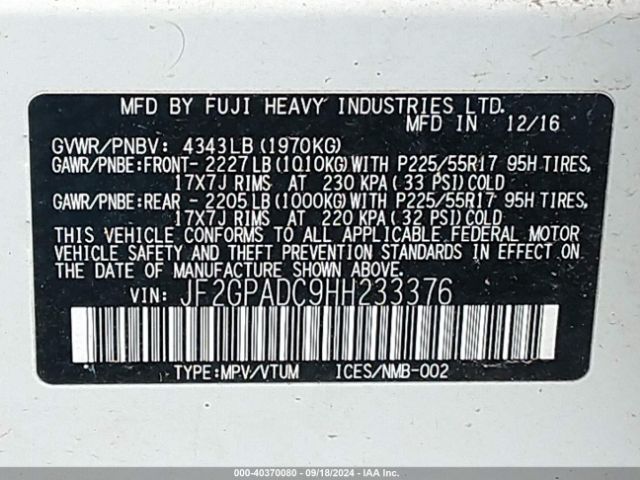 MFD BY FUJI HEAVY INDUSTRIES LTD.
MFD IN 12/16
GVWR/PNBV: 4343LB (1970KG)
GAWR/PNBE:FRONT- 2227LB (1010KG) WITH P225/55R17 95H TIRES,
17X7J RIMS AT 230 KPA (33 PSI) COLD
GAWR/PNBE:REAR - 2205LB (1000KG) WITH P225/55R17 95H TIRES,
17X7J RIMS AT 220 KPA (32 PSI) COLD
THIS VEHICLE CONFORMS TO ALL APPLICABLE FEDERAL MOTOR
VEHICLE SAFETY AND THEFT PREVENTION STANDARDS IN EFFECT ON
THE DATE OF MANUFACTURE SHOWN ABOVE.
VIN: JF2GPADC9HH233376
TYPE:MPV/VTUM ICES/NMB-002
000-40370080 - 09/18/2024 - IAA Inc.